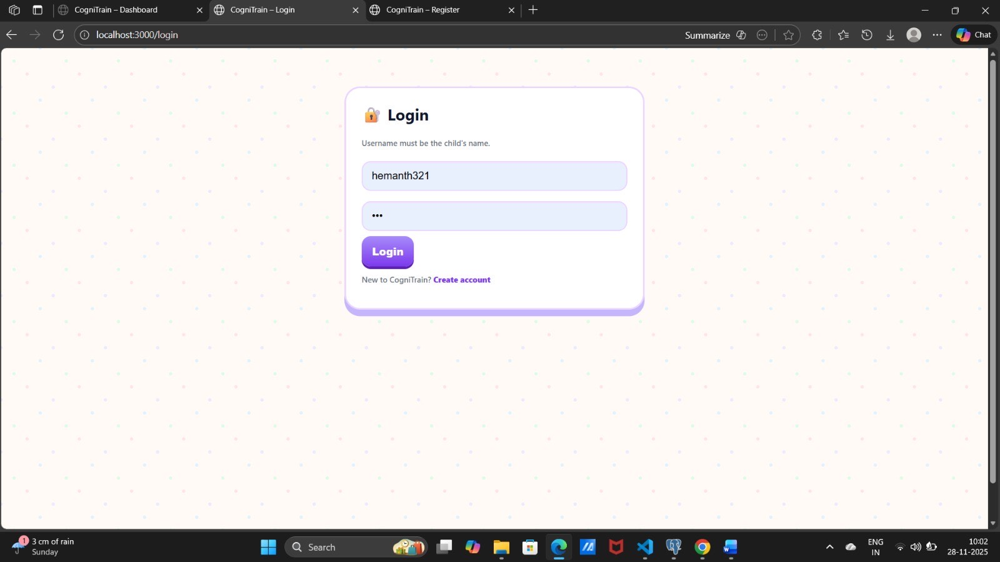 CogniTrain – Dashboard
CogniTrain – Login
CogniTrain – Register
localhost:3000/login
Summarize
Chat
Login
Username must be the child's name.
hemanth321
•••
Login
New to CogniTrain? Create account
1
3 cm of rain
Sunday
Search
ENG
IN
10:02
28-11-2025